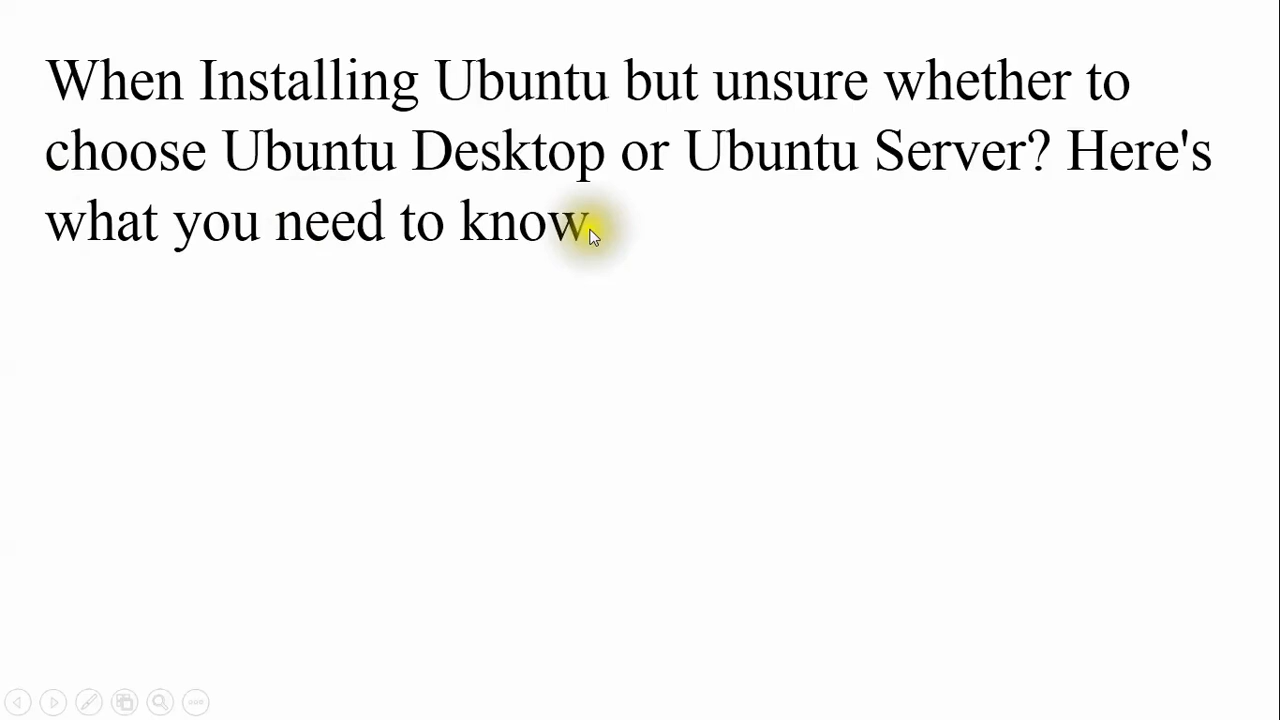 When Installing Ubuntu but unsure whether to
choose Ubuntu Desktop or Ubuntu Server? Here's
what you need to know.